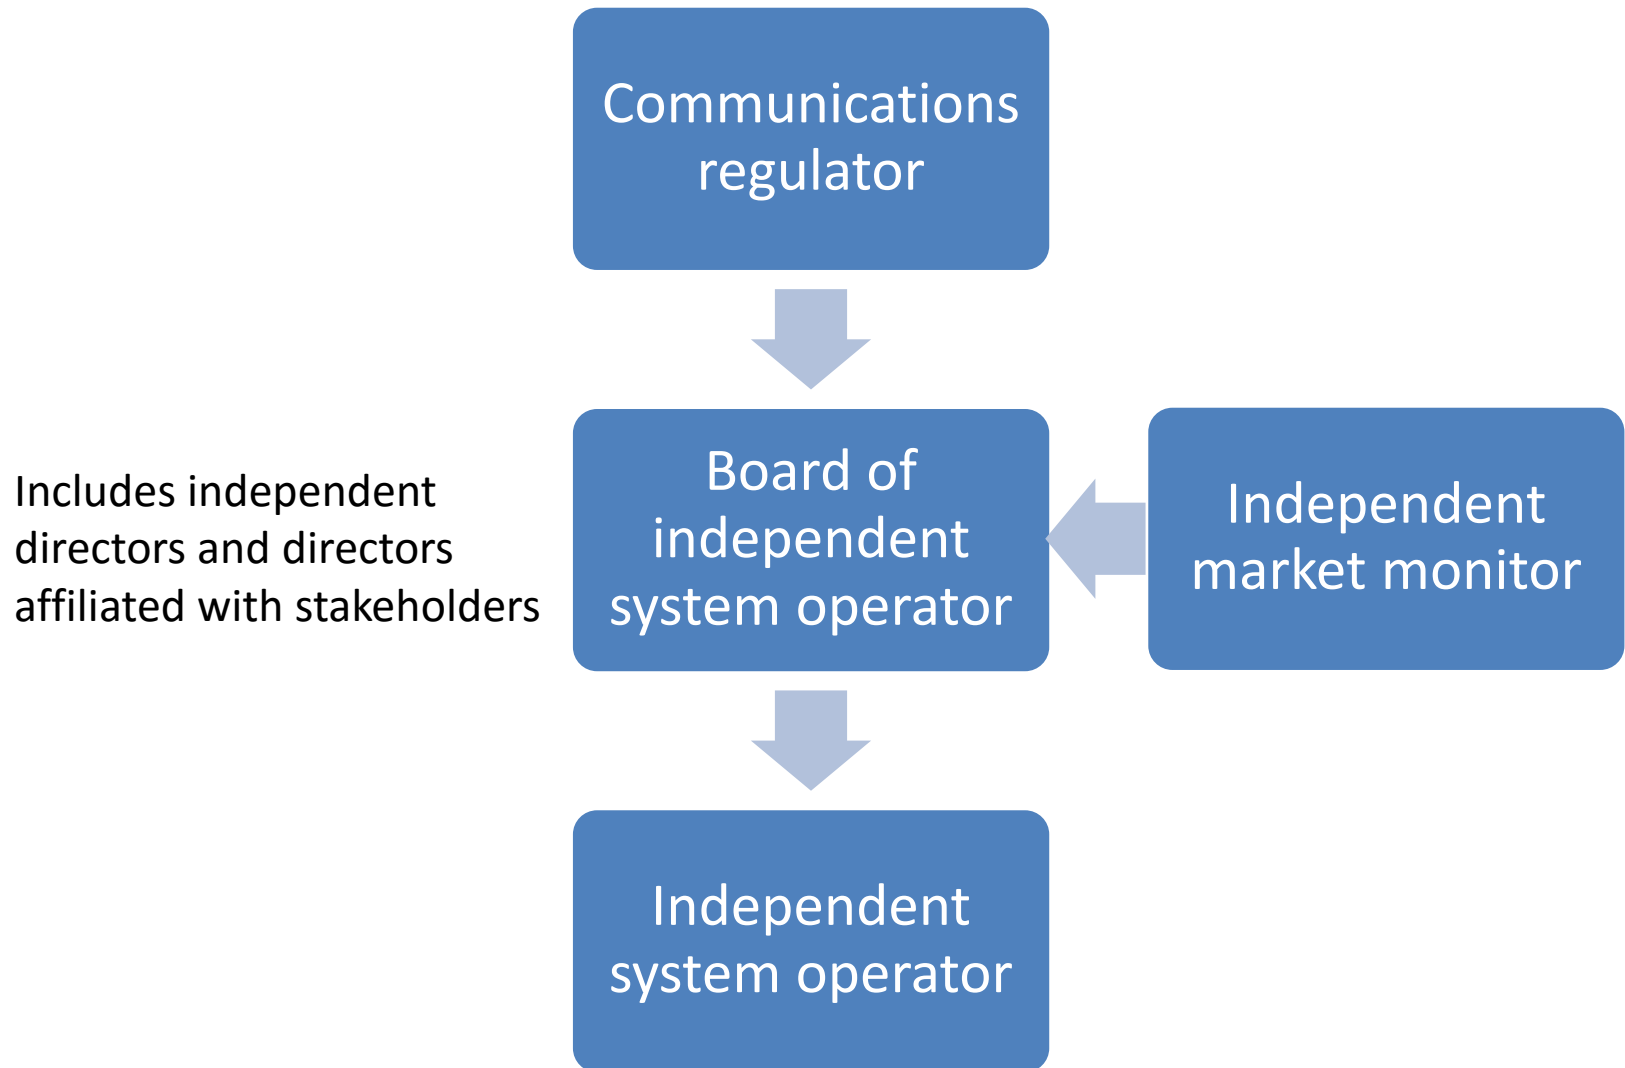 Communications
regulator
Includes independent
directors and directors
affiliated with stakeholders
Board of
independent
system operator
Independent
market monitor
Independent
system operator